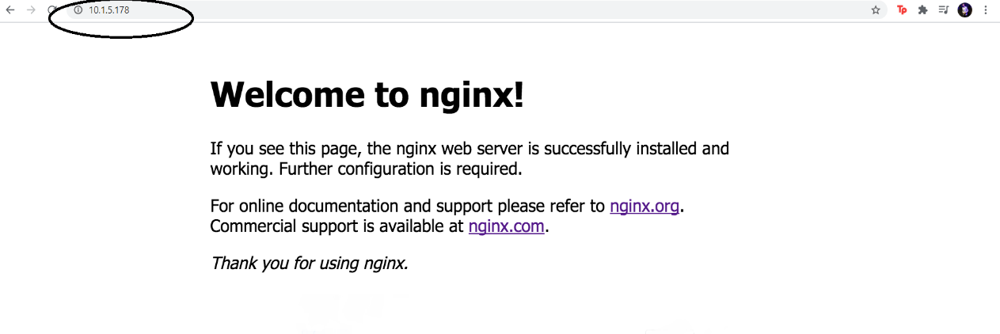 10.1.5.178
Tp
Welcome to nginx!
If you see this page, the nginx web server is successfully installed and
working. Further configuration is required.
For online documentation and support please refer to nginx.org.
Commercial support is available at nginx.com.
Thank you for using nginx.